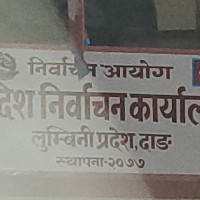 निर्वाचन आयोग
देश निर्वाचन कार्याल
लुम्बिनी प्रदेश, दाङ
स्थापना-२०७७